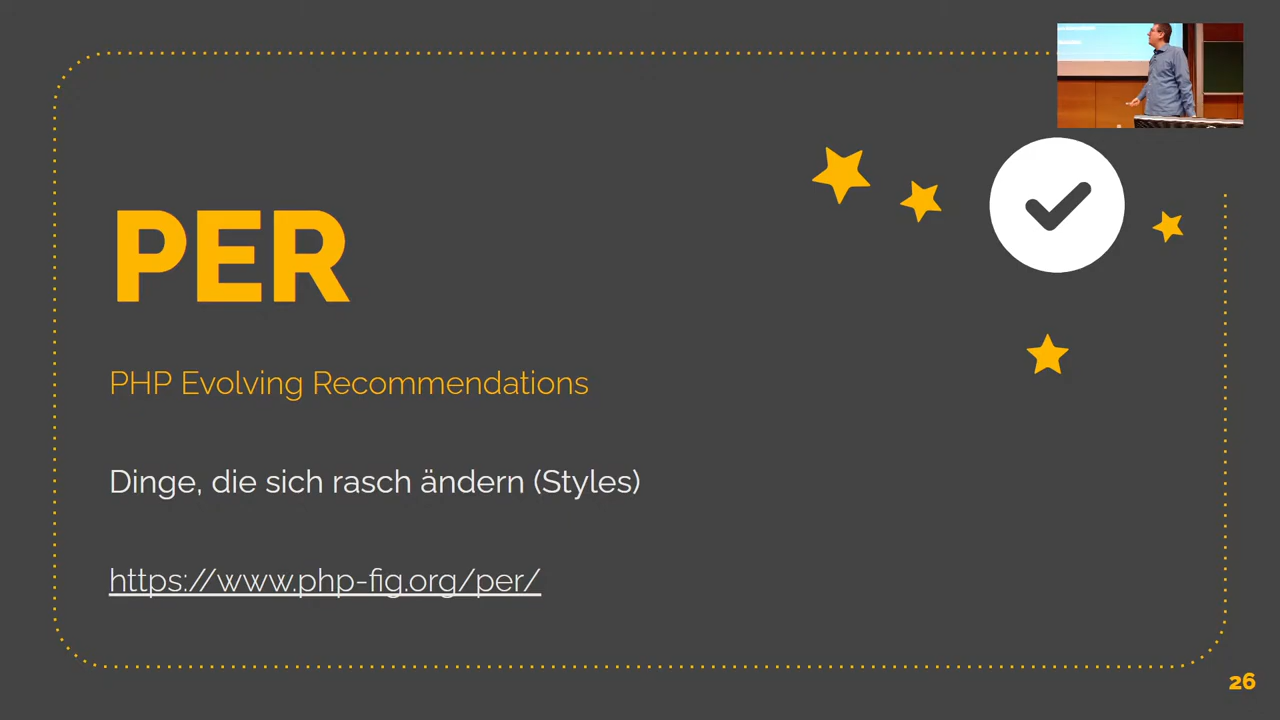 PER
PHP Evolving Recommendations
Dinge, die sich rasch ändern (Styles)
https://www.php-fig.org/per/
26